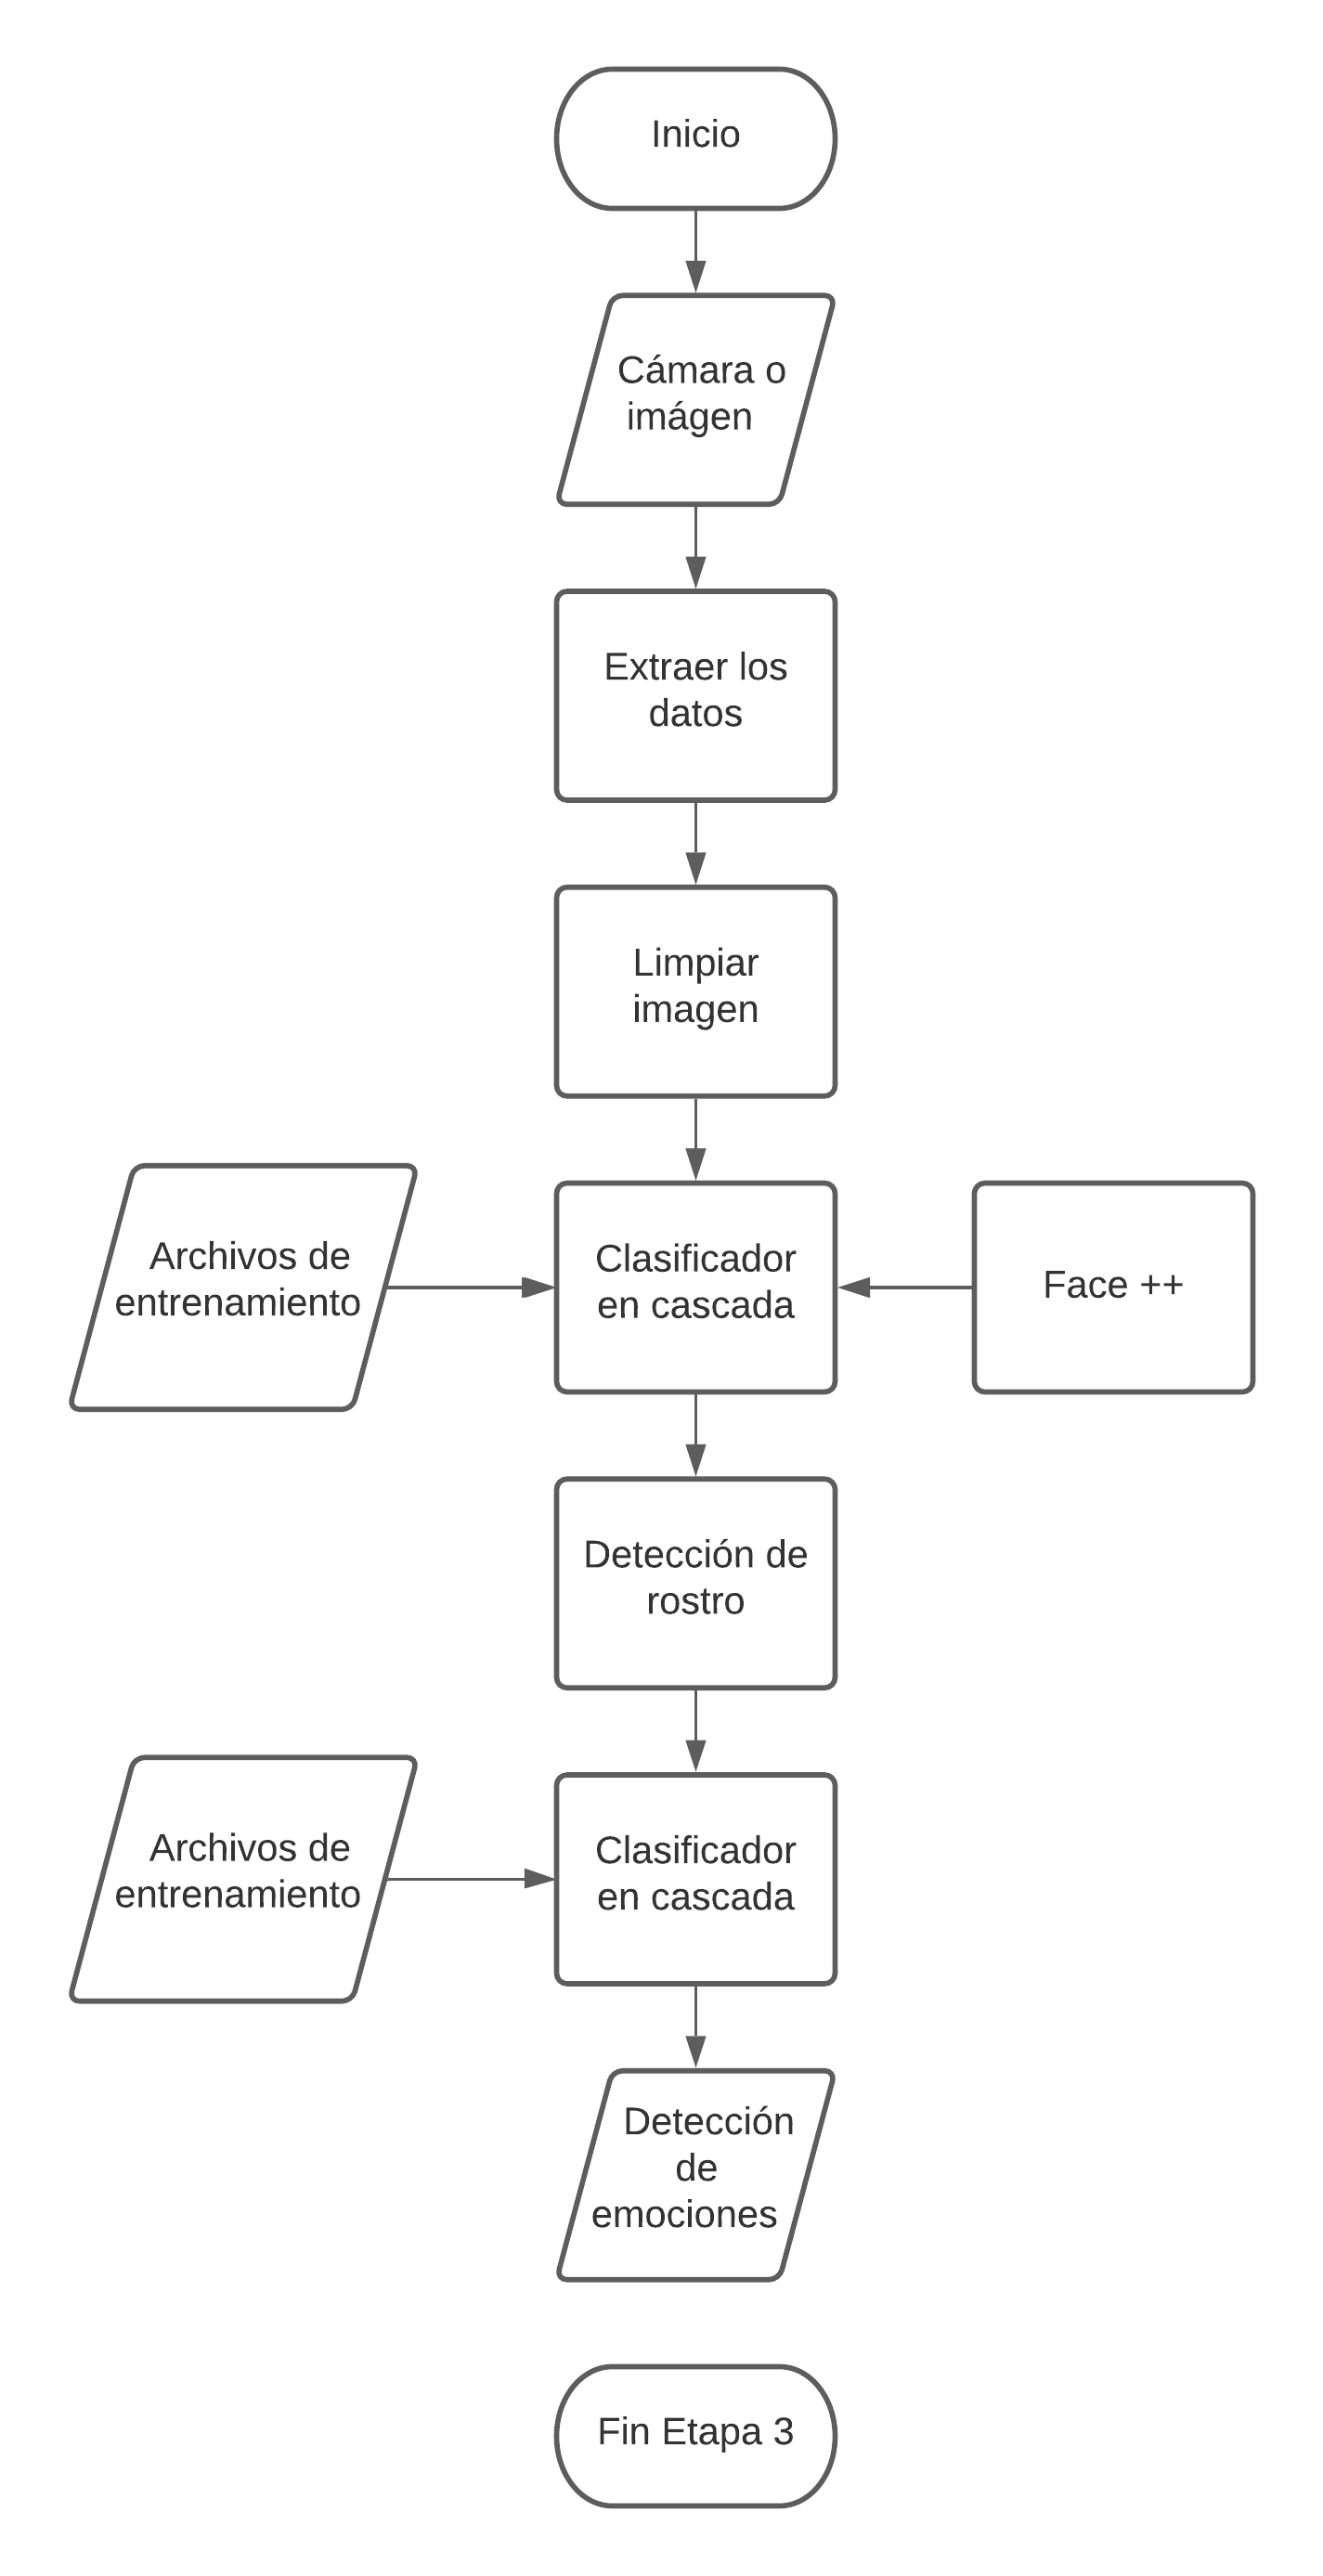 Inicio
Cámara o
imágen
Extraer los
datos
Limpiar
imagen
Archivos de
entrenamiento
Clasificador
en cascada
Face ++
Detección de
rostro
Archivos de
entrenamiento
Clasificador
en cascada
Detección
de
emociones
Fin Etapa 3